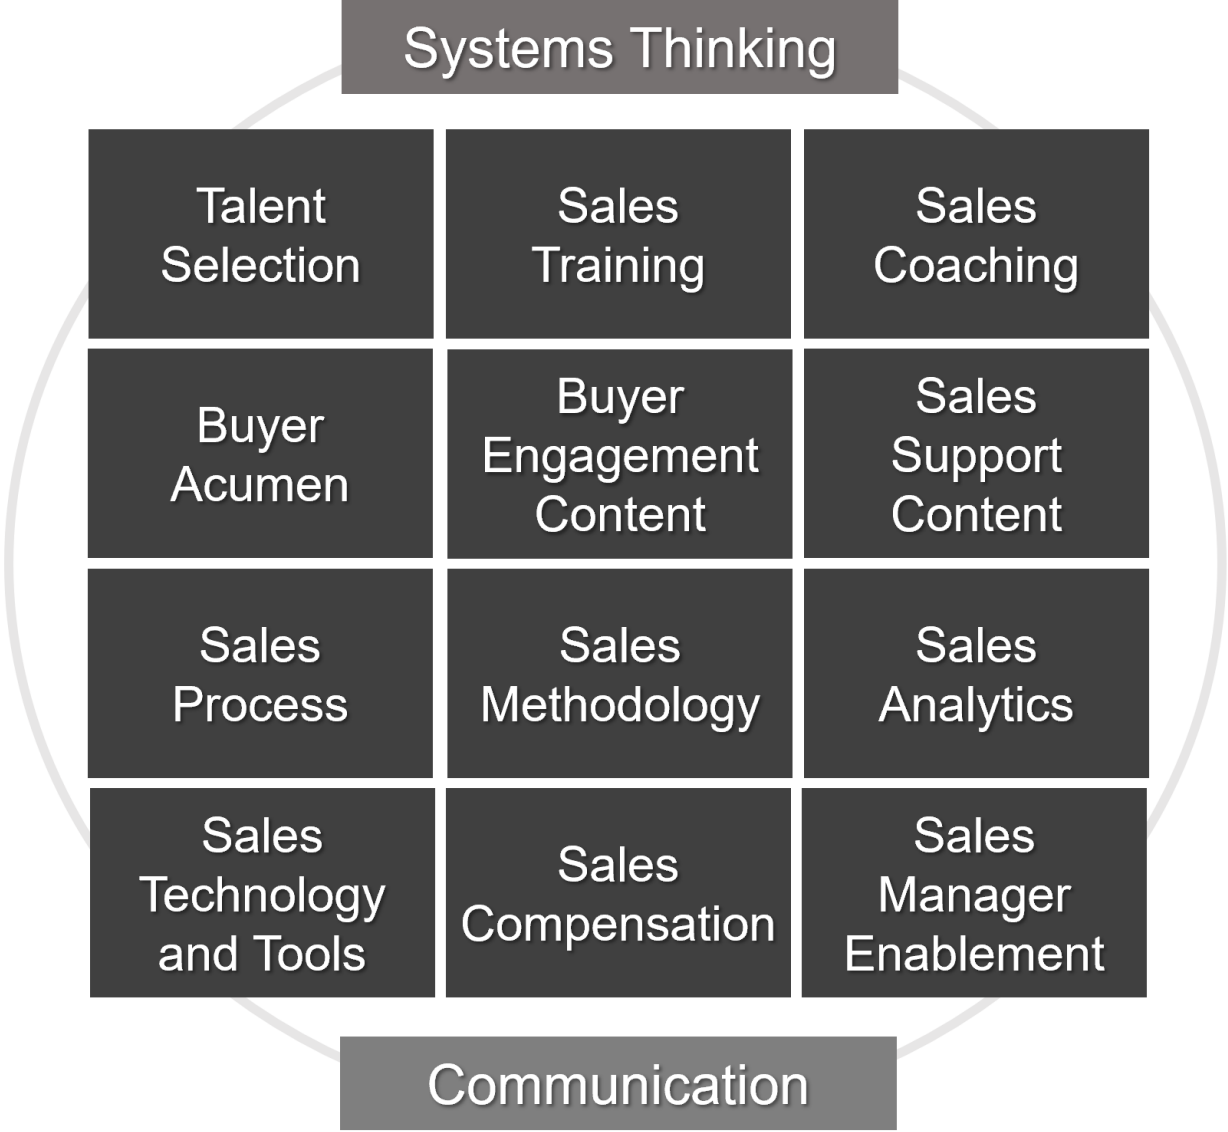 Systems Thinking
Talent
Selection
Sales
Training
Sales
Coaching
Buyer
Acumen
Buyer
Engagement
Content
Sales
Support
Content
Sales
Process
Sales
Methodology
Sales
Analytics
Sales
Technology
and Tools
Sales
Compensation
Sales
Manager
Enablement
Communication